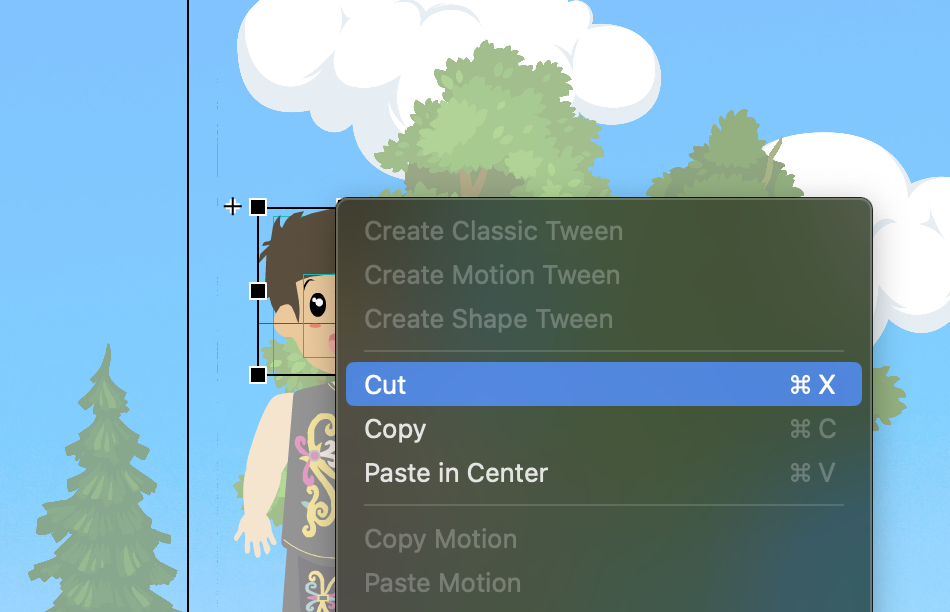 Create Classic Tween
Create Motion Tween
Create Shape Tween
Cut ⌘ X
Copy ⌘ C
Paste in Center ⌘ V
Copy Motion
Paste Motion